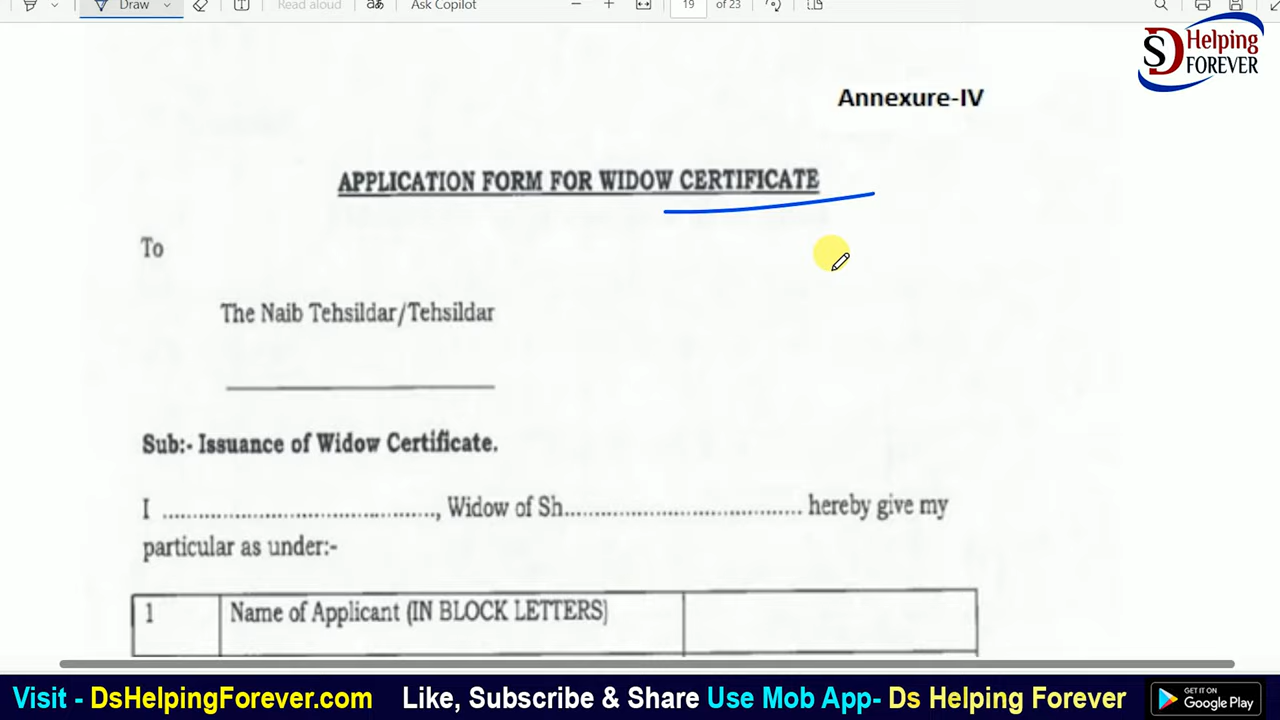 Draw
Read aloud
Ask Copilot
19 of 23
SD Helping FOREVER
Annexure-IV
APPLICATION FORM FOR WIDOW CERTIFICATE
To
The Naib Tehsildar/Tehsildar
Sub:- Issuance of Widow Certificate.
I ............................................, Widow of Sh....................................... hereby give my
particular as under:-
1 Name of Applicant (IN BLOCK LETTERS)
Visit - DsHelpingForever.com Like, Subscribe & Share Use Mob App- Ds Helping Forever GET IT ON Google Play